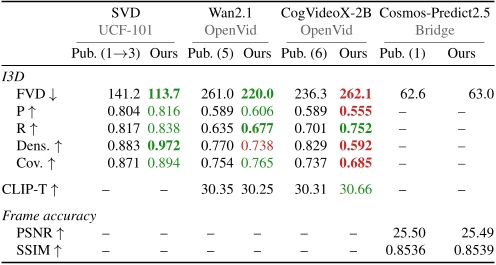 SVD Wan2.1 CogVideoX-2B Cosmos-Predict2.5
UCF-101 OpenVid OpenVid Bridge
Pub. (1→3) Ours Pub. (5) Ours Pub. (6) Ours Pub. (1) Ours
I3D
FVD ↓ 141.2 113.7 261.0 220.0 236.3 262.1 62.6 63.0
P ↑ 0.804 0.816 0.589 0.606 0.589 0.555 – –
R ↑ 0.817 0.838 0.635 0.677 0.701 0.752 – –
Dens. ↑ 0.883 0.972 0.770 0.738 0.829 0.592 – –
Cov. ↑ 0.871 0.894 0.754 0.765 0.737 0.685 – –
CLIP-T ↑ – – 30.35 30.25 30.31 30.66 – –
Frame accuracy
PSNR ↑ – – – – – – 25.50 25.49
SSIM ↑ – – – – – – 0.8536 0.8539